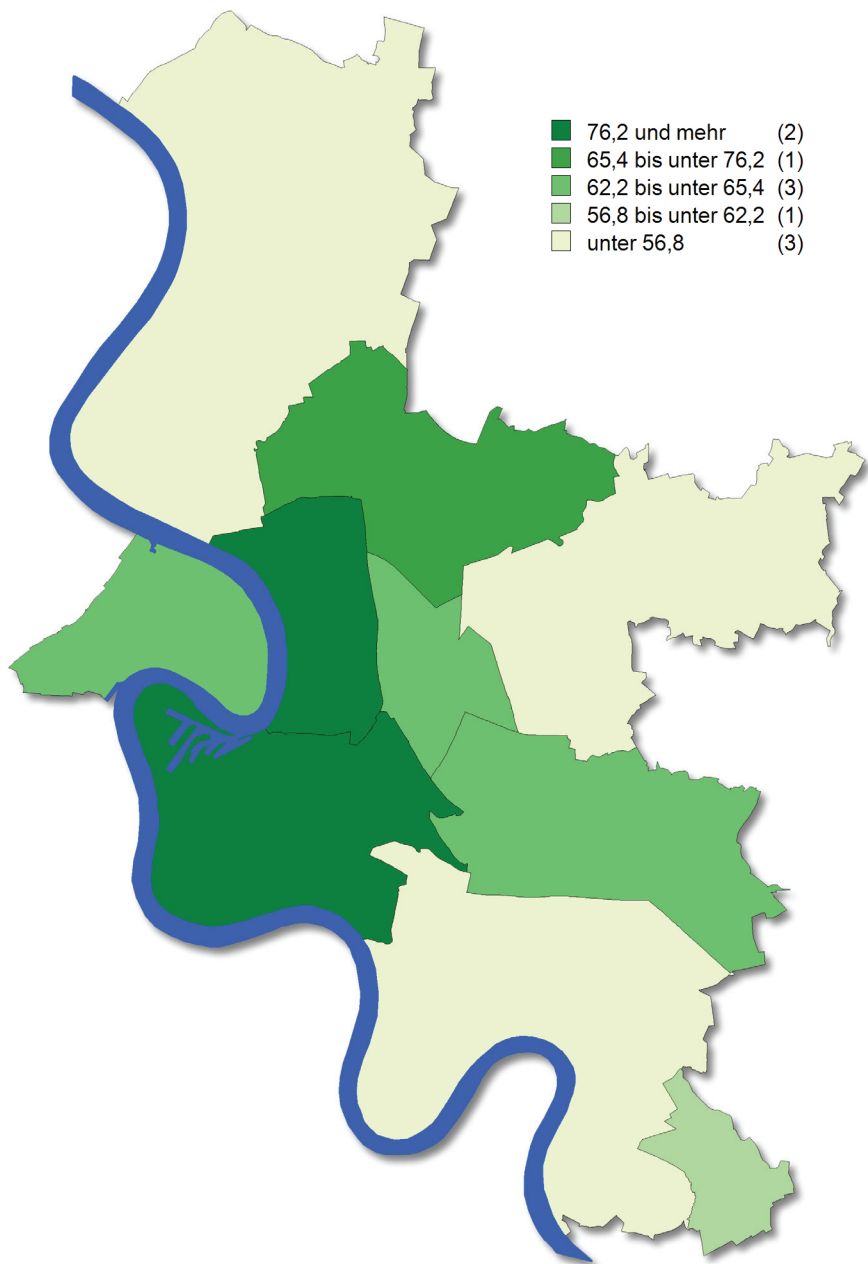 76,2 und mehr (2)
65,4 bis unter 76,2 (1)
62,2 bis unter 65,4 (3)
56,8 bis unter 62,2 (1)
unter 56,8 (3)